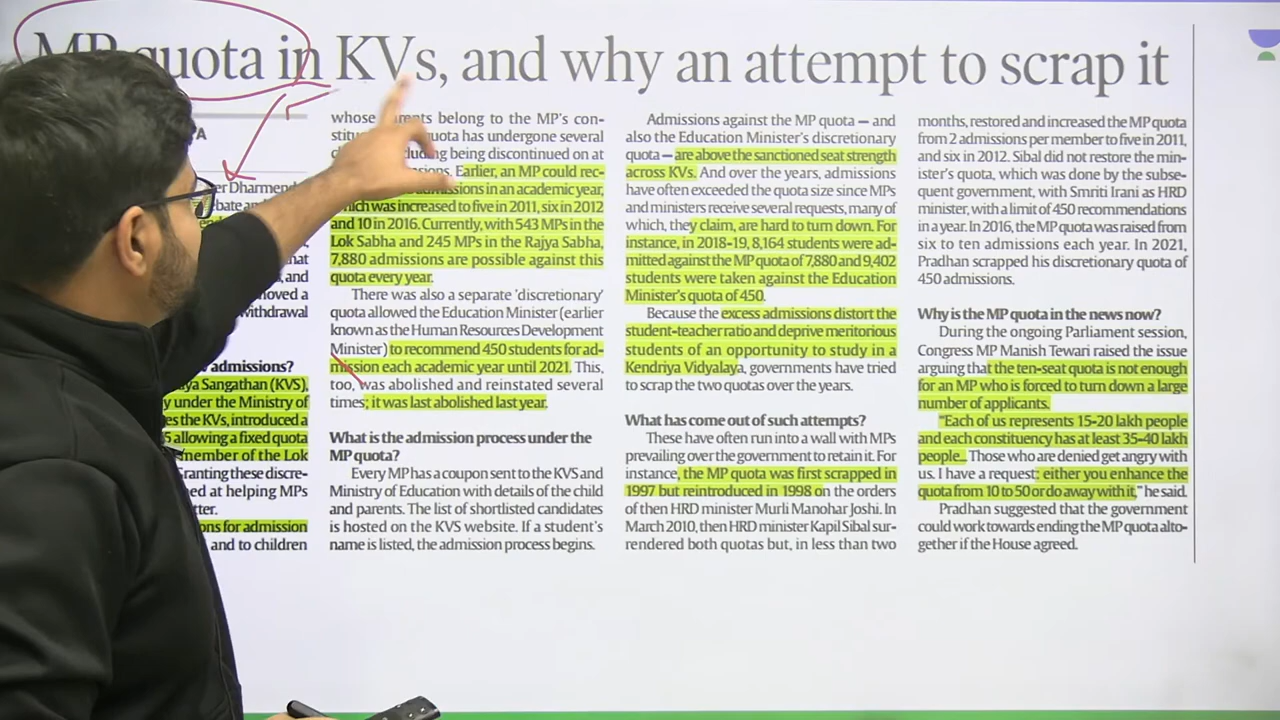 MP quota in KVs, and why an attempt to scrap it
er Dharmend
bate an
hat
, and
noved a
withdrawal
admissions?
ya Sangathan (KVS),
y under the Ministry of
es the KVs, introduced a
5 allowing a fixed quota
member of the Lok
ranting these discre-
ed at helping MPs
tter.
ons for admission
and to children
whose parents belong to the MP's con-
quota has undergone several
being discontinued on at
Earlier, an MP could rec-
admissions in an academic year,
which was increased to five in 2011, six in 2012
and 10 in 2016. Currently, with 543 MPs in the
Lok Sabha and 245 MPs in the Rajya Sabha,
7,880 admissions are possible against this
quota every year.
There was also a separate 'discretionary'
quota allowed the Education Minister (earlier
known as the Human Resources Development
Minister) to recommend 450 students for ad-
mission each academic year until 2021. This,
too, was abolished and reinstated several
times; it was last abolished last year.
What is the admission process under the
MP quota?
Every MP has a coupon sent to the KVS and
Ministry of Education with details of the child
and parents. The list of shortlisted candidates
is hosted on the KVS website. If a student's
name is listed, the admission process begins.
Admissions against the MP quota — and
also the Education Minister's discretionary
quota — are above the sanctioned seat strength
across KVs. And over the years, admissions
have often exceeded the quota size since MPs
and ministers receive several requests, many of
which, they claim, are hard to turn down. For
instance, in 2018-19, 8,164 students were ad-
mitted against the MP quota of 7,880 and 9,402
students were taken against the Education
Minister's quota of 450.
Because the excess admissions distort the
student-teacher ratio and deprive meritorious
students of an opportunity to study in a
Kendriya Vidyalaya, governments have tried
to scrap the two quotas over the years.
What has come out of such attempts?
These have often run into a wall with MPs
prevailing over the government to retain it. For
instance, the MP quota was first scrapped in
1997 but reintroduced in 1998 on the orders
of then HRD minister Murli Manohar Joshi. In
March 2010, then HRD minister Kapil Sibal sur-
rendered both quotas but, in less than two
months, restored and increased the MP quota
from 2 admissions per member to five in 2011,
and six in 2012. Sibal did not restore the min-
ister's quota, which was done by the subse-
quent government, with Smriti Irani as HRD
minister, with a limit of 450 recommendations
in a year. In 2016, the MP quota was raised from
six to ten admissions each year. In 2021,
Pradhan scrapped his discretionary quota of
450 admissions.
Why is the MP quota in the news now?
During the ongoing Parliament session,
Congress MP Manish Tewari raised the issue
arguing that the ten-seat quota is not enough
for an MP who is forced to turn down a large
number of applicants.
"Each of us represents 15-20 lakh people
and each constituency has at least 35-40 lakh
people... Those who are denied get angry with
us. I have a request: either you enhance the
quota from 10 to 50 or do away with it," he said.
Pradhan suggested that the government
could work towards ending the MP quota alto-
gether if the House agreed.